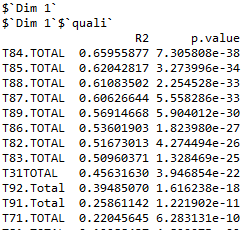 $`Dim 1`
$`Dim 1`$`quali`
R2 p.value
T84.TOTAL 0.65955877 7.305808e-38
T85.TOTAL 0.62042817 3.273996e-34
T88.TOTAL 0.61083502 2.254528e-33
T87.TOTAL 0.60626644 5.558286e-33
T89.TOTAL 0.56914668 5.904012e-30
T86.TOTAL 0.53601903 1.823980e-27
T82.TOTAL 0.51673013 4.274494e-26
T83.TOTAL 0.50960371 1.328469e-25
T31TOTAL 0.45631630 3.946854e-22
T92.Total 0.39485070 1.616238e-18
T91.Total 0.25861142 1.221902e-11
T71.TOTAL 0.22045645 6.283131e-10